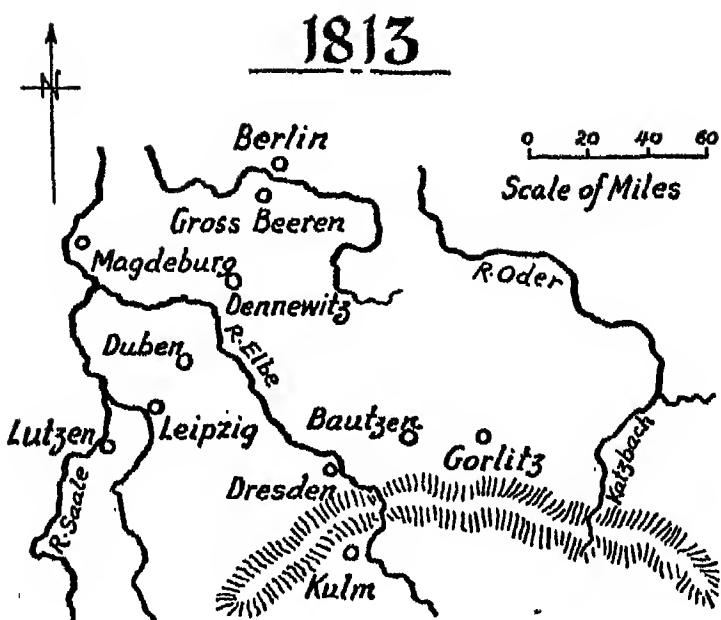 1813
N
Berlin
0 20 40 60
Scale of Miles
Gross Beeren
Magdeburg
R. Oder
Dennewitz
Duben
R. Elbe
Lutzen
Leipzig
Bautzen
Gorlitz
Katzbach
Dresden
R. Saale
Kulm